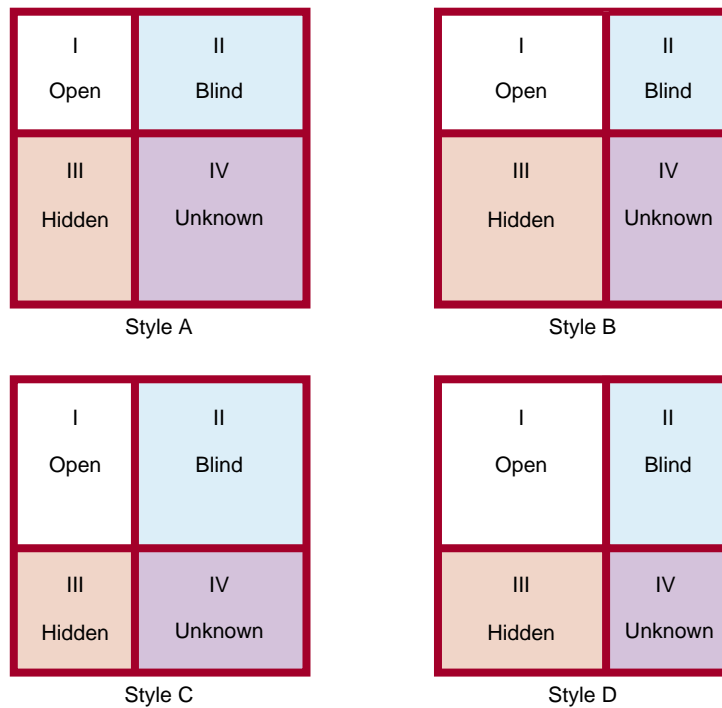 I
II
Open
Blind
III
IV
Hidden
Unknown
Style A
I
II
Open
Blind
III
IV
Hidden
Unknown
Style B
I
II
Open
Blind
III
IV
Hidden
Unknown
Style C
I
II
Open
Blind
III
IV
Hidden
Unknown
Style D